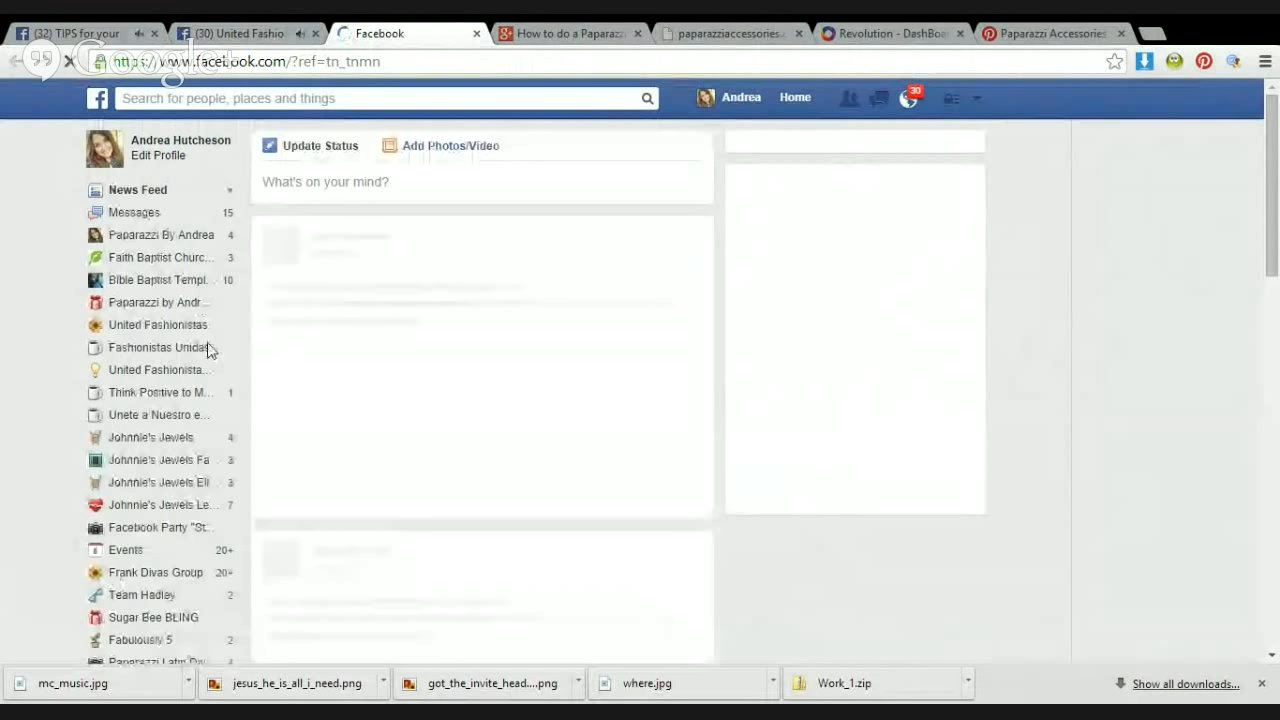 (32) TIPS for your
(30) United Fashio
Facebook
How to do a Paparaz
paparazziaccessories.
Revolution - DashBoa
Paparazzi Accessories
Google+
https://www.facebook.com/?ref=tn_tnmn
Search for people, places and things
Andrea
Home
30
Andrea Hutcheson
Edit Profile
Update Status
Add Photos/Video
What's on your mind?
News Feed
Messages 15
Paparazzi By Andrea 4
Faith Baptist Churc... 3
Bible Baptist Templ... 10
Paparazzi by Andr...
United Fashionistas
Fashionistas Unidas
United Fashionista...
Think Positive to M... 1
Unete a Nuestro e...
Johnnie's Jewels 4
Johnnie's Jewels Fa 3
Johnnie's Jewels Eli 3
Johnnie's Jewels Le... 7
Facebook Party "St...
Events 20+
Frank Divas Group 20+
Team Hadley 2
Sugar Bee BLING
Fabulously 5 2
mc_music.jpg
jesus_he_is_all_i_need.png
got_the_invite_head....png
where.jpg
Work_1.zip
Show all downloads...